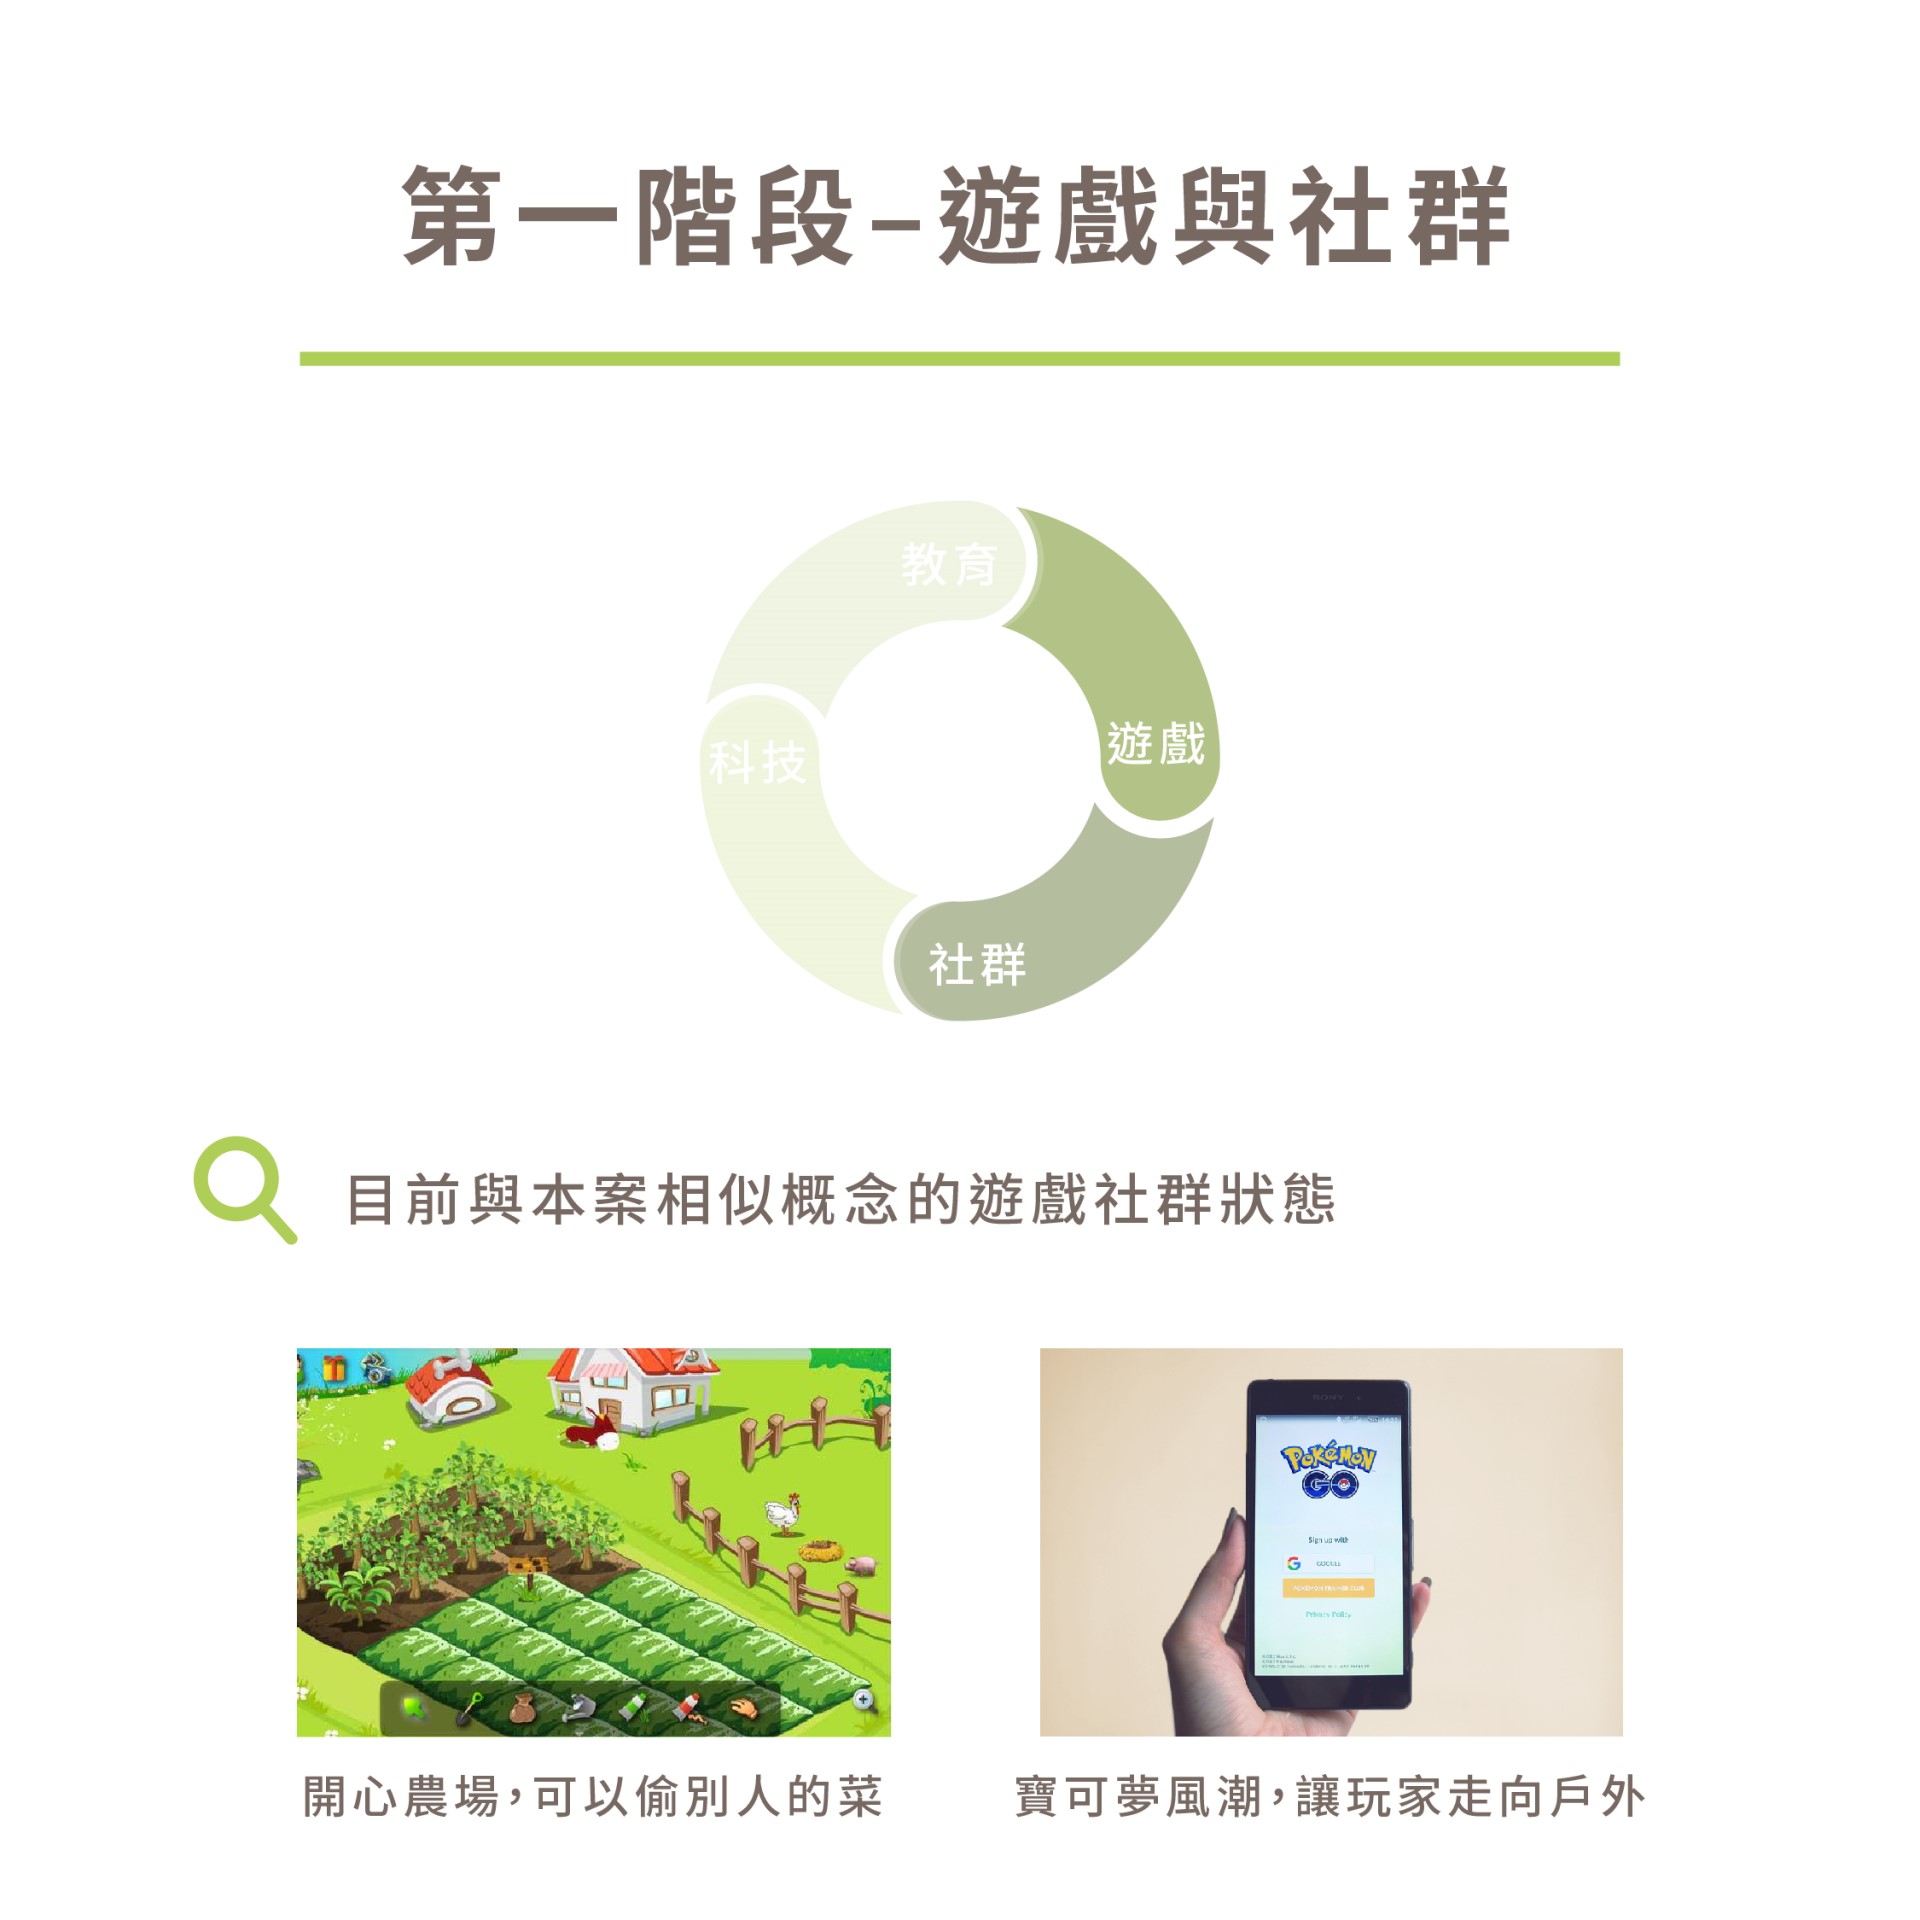 第一階段–遊戲與社群
教育
遊戲
科技
社群
目前與本案相似概念的遊戲社群狀態
SONY
POKÉMON
GO
Sign up with
GOOGLE
POKÉMON TRAINER CLUB
Privacy Policy
開心農場，可以偷別人的菜
寶可夢風潮，讓玩家走向戶外